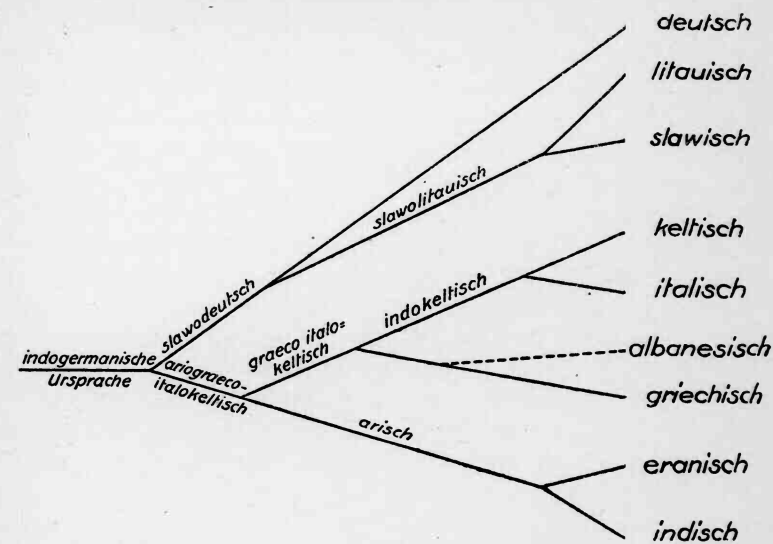 deutsch
litauisch
slawisch
slawolitauisch
keltisch
slawodeutsch
indokeltisch
italisch
graeco italo=
keltisch
albanesisch
indogermanische
Ursprache
ariograeco-
italokeltisch
griechisch
arisch
eranisch
indisch